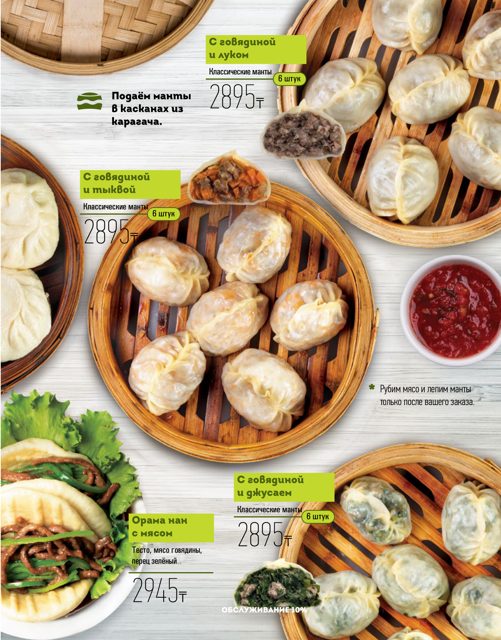 С говядиной
и луком
Классические манты
6 штук
2895₸
Подаём манты
в касканах из
карагача.
С говядиной
и тыквой
Классические манты
6 штук
2895₸
* Рубим мясо и лепим манты
только после вашего заказа.
С говядиной
и джусаем
Классические манты
6 штук
2895₸
Орама нан
с мясом
Тесто, мясо говядины,
перец зелёный
2945₸
ОБСЛУЖИВАНИЕ 10%